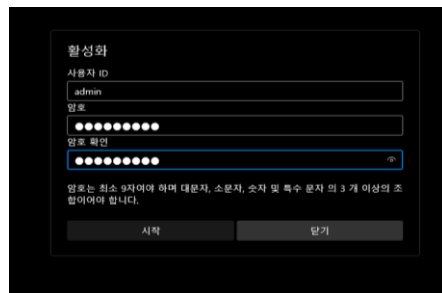 활성화
사용자 ID
admin
암호
●●●●●●●●●
암호 확인
●●●●●●●●●
암호는 최소 9자여야 하며 대문자, 소문자, 숫자 및 특수 문자 의 3 개 이상의 조
합이어야 합니다.
시작
닫기